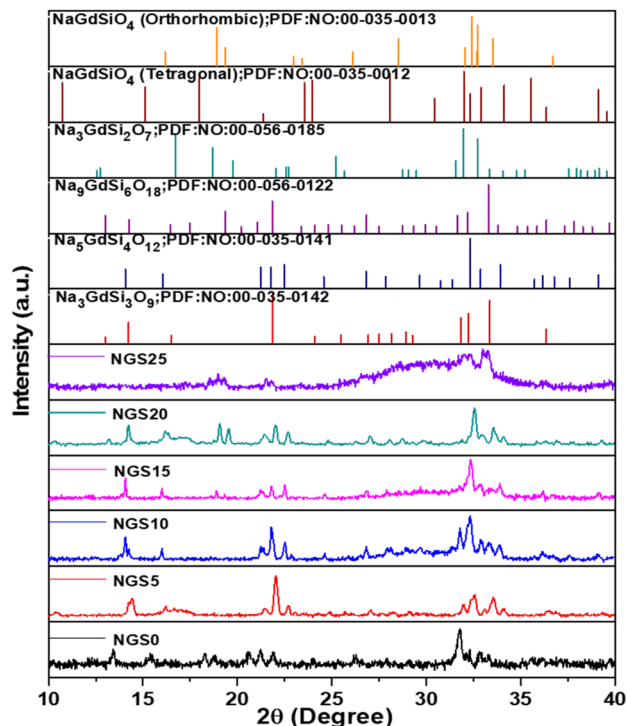 NaGdSiO₄ (Orthorhombic);PDF:NO:00-035-0013
NaGdSiO₄ (Tetragonal);PDF:NO:00-035-0012
Na₃GdSi₂O₇;PDF:NO:00-056-0185
Na₉GdSi₆O₁₈;PDF:NO:00-056-0122
Na₅GdSi₄O₁₂;PDF:NO:00-035-0141
Na₃GdSi₃O₉;PDF:NO:00-035-0142
NGS25
NGS20
NGS15
NGS10
NGS5
NGS0
Intensity (a.u.)
10 15 20 25 30 35 40
2θ (Degree)